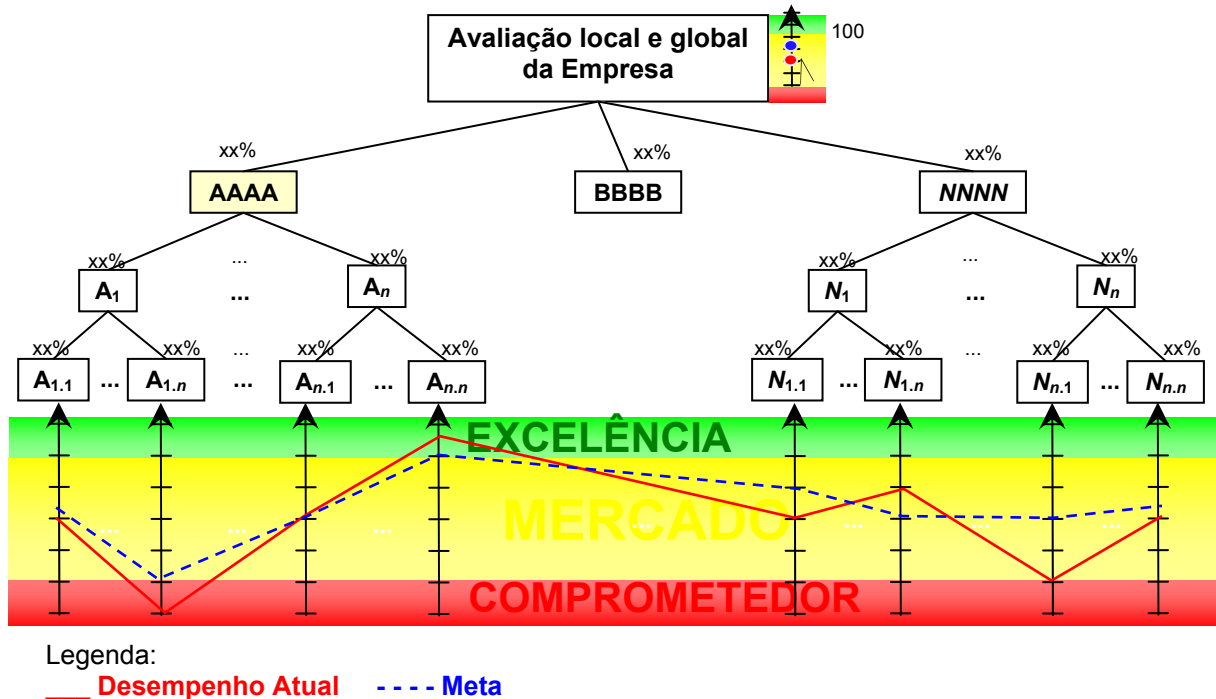 Avaliação local e global
da Empresa
100
xx%
xx%
xx%
AAAA
BBBB
NNNN
xx%
...
xx%
xx%
...
xx%
A1
...
An
N1
...
Nn
xx%
xx%
...
xx%
xx%
xx%
xx%
...
xx%
xx%
A1.1
...
A1.n
...
An.1
...
An.n
N1.1
...
N1.n
Nn.1
...
Nn.n
EXCELÊNCIA
MERCADO
... ... ... ... ... ... ...
COMPROMETEDOR
Legenda:
___ Desempenho Atual - - - - Meta